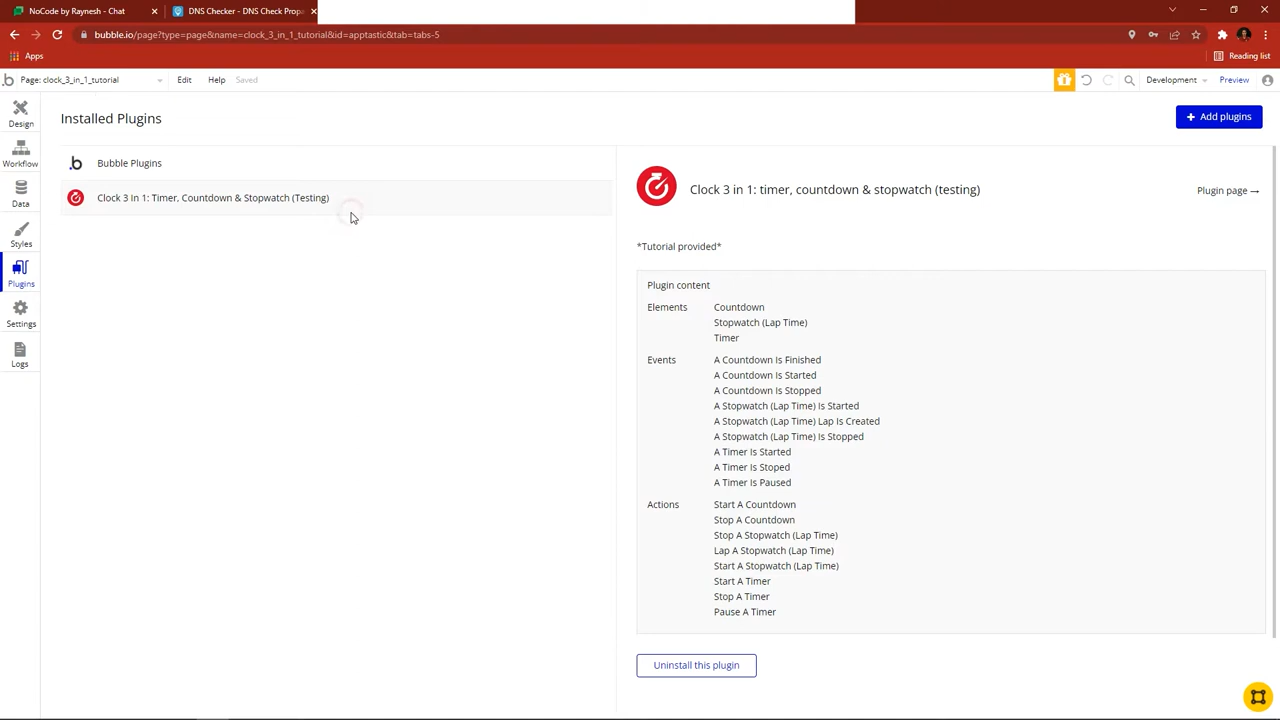 NoCode by Raynesh - Chat
DNS Checker - DNS Check Propa
bubble.io/page?type=page&name=clock_3_in_1_tutorial&id=apptastic&tab=tabs-5
Apps
Reading list
Page: clock_3_in_1_tutorial
Edit
Help
Saved
Development
Preview
Design
Workflow
Data
Styles
Plugins
Settings
Logs
Installed Plugins
+ Add plugins
Bubble Plugins
Clock 3 In 1: Timer, Countdown & Stopwatch (Testing)
Clock 3 in 1: timer, countdown & stopwatch (testing)
Plugin page →
*Tutorial provided*
Plugin content
Elements
Countdown
Stopwatch (Lap Time)
Timer
Events
A Countdown Is Finished
A Countdown Is Started
A Countdown Is Stopped
A Stopwatch (Lap Time) Is Started
A Stopwatch (Lap Time) Lap Is Created
A Stopwatch (Lap Time) Is Stopped
A Timer Is Started
A Timer Is Stoped
A Timer Is Paused
Actions
Start A Countdown
Stop A Countdown
Stop A Stopwatch (Lap Time)
Lap A Stopwatch (Lap Time)
Start A Stopwatch (Lap Time)
Start A Timer
Stop A Timer
Pause A Timer
Uninstall this plugin